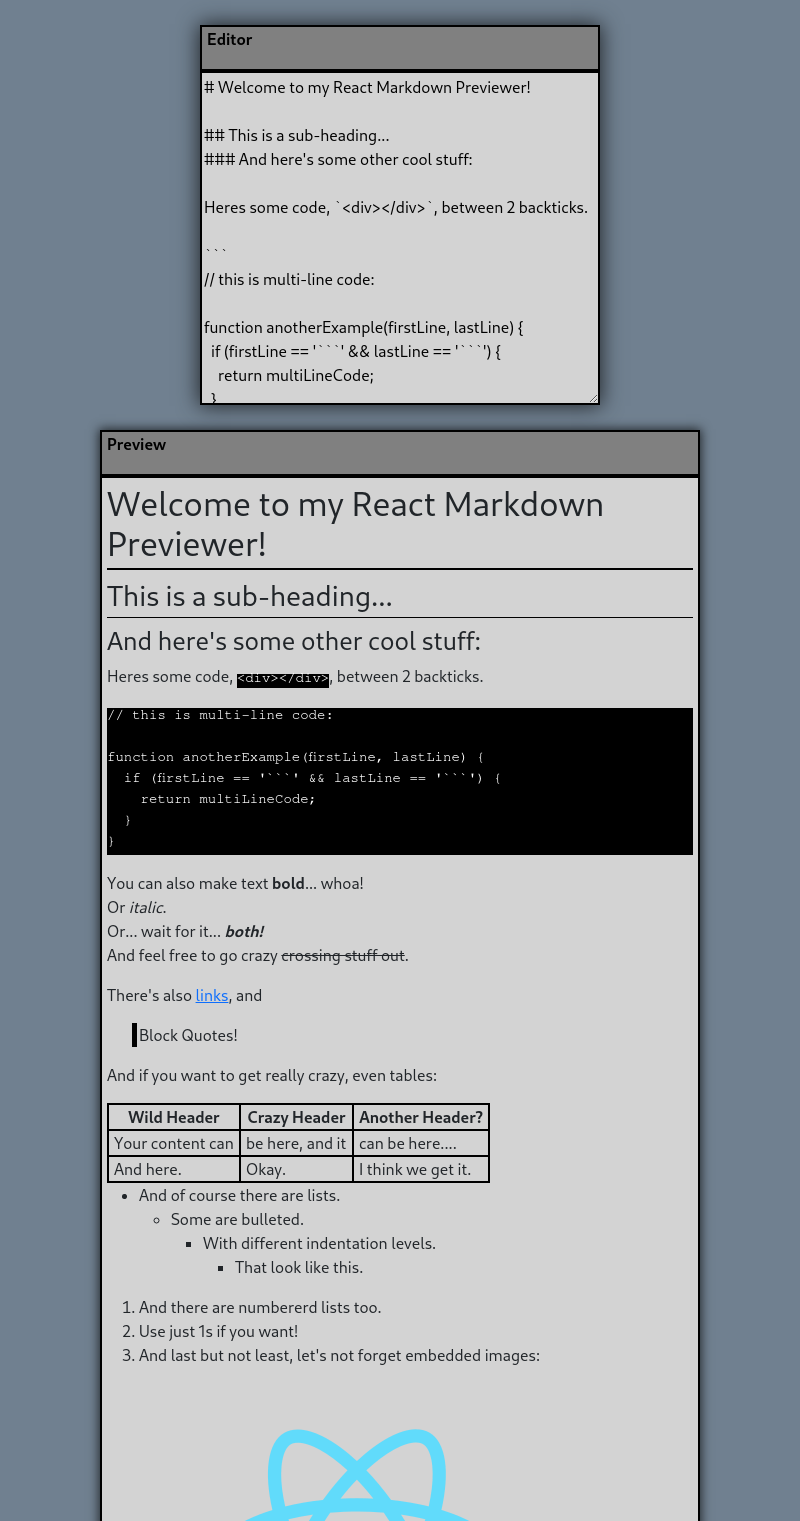 Editor
# Welcome to my React Markdown Previewer!
## This is a sub-heading...
### And here's some other cool stuff:
Heres some code, `<div></div>`, between 2 backticks.
```
// this is multi-line code:
function anotherExample(firstLine, lastLine) {
  if (firstLine == '```' && lastLine == '```') {
    return multiLineCode;
  }
Preview
Welcome to my React Markdown
Previewer!
This is a sub-heading...
And here's some other cool stuff:
Heres some code, <div></div>, between 2 backticks.
// this is multi-line code:
function anotherExample(firstLine, lastLine) {
  if (firstLine == '```' && lastLine == '```') {
    return multiLineCode;
  }
}
You can also make text bold... whoa!
Or italic.
Or... wait for it... both!
And feel free to go crazy crossing stuff out.
There's also links, and
Block Quotes!
And if you want to get really crazy, even tables:
Wild Header Crazy Header Another Header?
Your content can be here, and it can be here....
And here. Okay. I think we get it.
• And of course there are lists.
◦ Some are bulleted.
▪ With different indentation levels.
▪ That look like this.
1. And there are numbererd lists too.
2. Use just 1s if you want!
3. And last but not least, let's not forget embedded images: